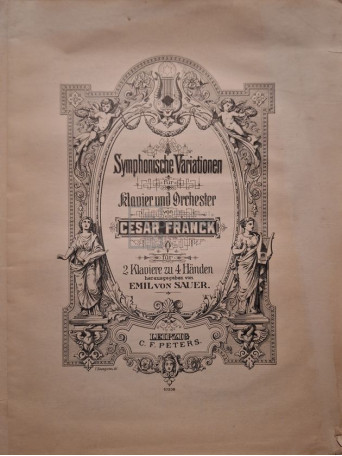 Symphonische Variationen
für
Klavier und Orchester
von
CÉSAR FRANCK
für
2 Klaviere zu 4 Händen
herausgegeben von
EMIL VON SAUER.
LEIPZIG
C. F. PETERS.